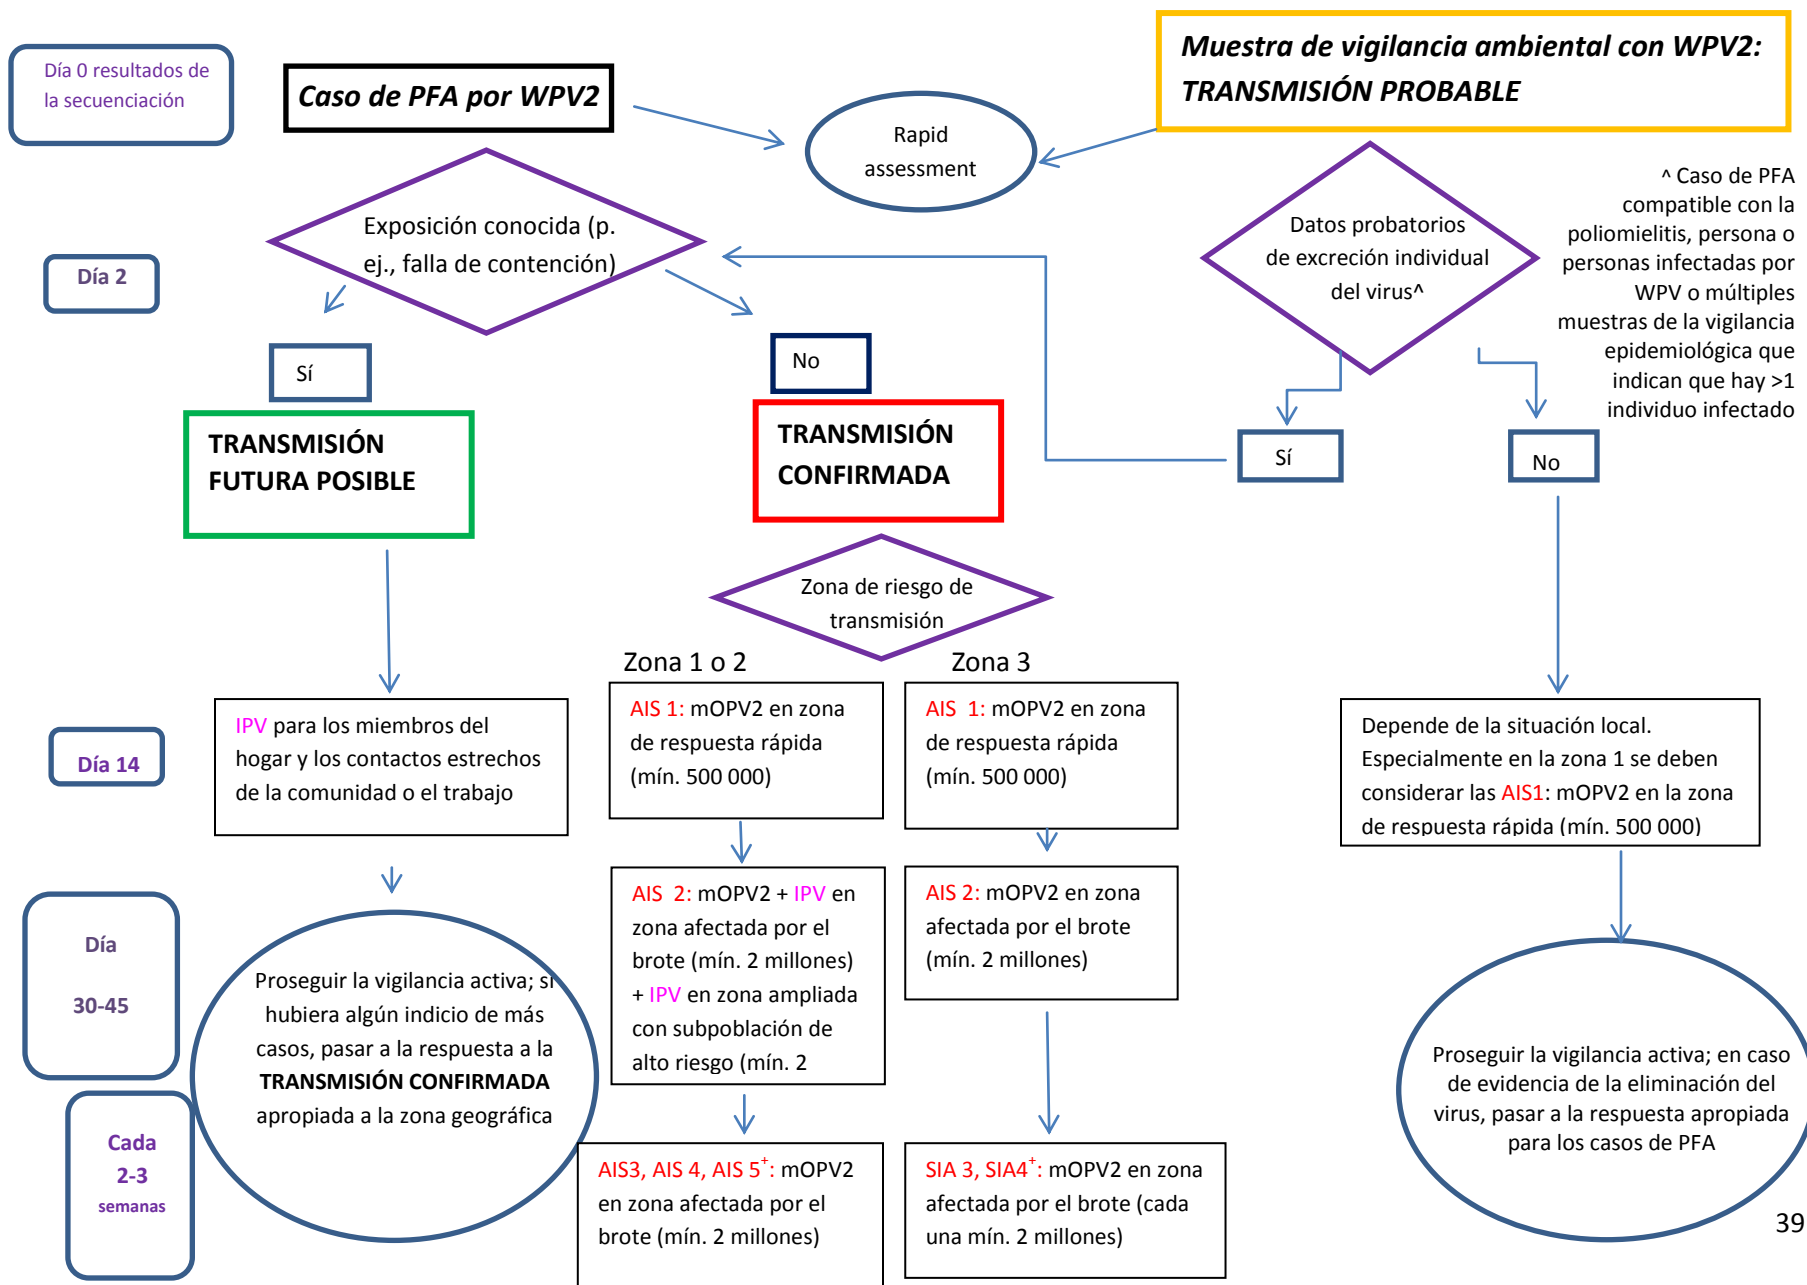 Día 0 resultados de
la secuenciación
Caso de PFA por WPV2
Rapid
assessment
Muestra de vigilancia ambiental con WPV2:
TRANSMISIÓN PROBABLE
Día 2
Exposición conocida (p.
ej., falla de contención)
Datos probatorios
de excreción individual
del virus^
^ Caso de PFA
compatible con la
poliomielitis, persona o
personas infectadas por
WPV o múltiples
muestras de la vigilancia
epidemiológica que
indican que hay >1
individuo infectado
Sí
No
Sí
No
TRANSMISIÓN
FUTURA POSIBLE
TRANSMISIÓN
CONFIRMADA
Zona de riesgo de
transmisión
Zona 1 o 2
Zona 3
Día 14
IPV para los miembros del
hogar y los contactos estrechos
de la comunidad o el trabajo
AIS 1: mOPV2 en zona
de respuesta rápida
(mín. 500 000)
AIS 1: mOPV2 en zona
de respuesta rápida
(mín. 500 000)
Depende de la situación local.
Especialmente en la zona 1 se deben
considerar las AIS1: mOPV2 en la zona
de respuesta rápida (mín. 500 000)
Día
30-45
Proseguir la vigilancia activa; si
hubiera algún indicio de más
casos, pasar a la respuesta a la
TRANSMISIÓN CONFIRMADA
apropiada a la zona geográfica
AIS 2: mOPV2 + IPV en
zona afectada por el
brote (mín. 2 millones)
+ IPV en zona ampliada
con subpoblación de
alto riesgo (mín. 2
AIS 2: mOPV2 en zona
afectada por el brote
(mín. 2 millones)
Proseguir la vigilancia activa; en caso
de evidencia de la eliminación del
virus, pasar a la respuesta apropiada
para los casos de PFA
Cada
2-3
semanas
AIS3, AIS 4, AIS 5+: mOPV2
en zona afectada por el
brote (mín. 2 millones)
SIA 3, SIA4+: mOPV2 en zona
afectada por el brote (cada
una mín. 2 millones)
39